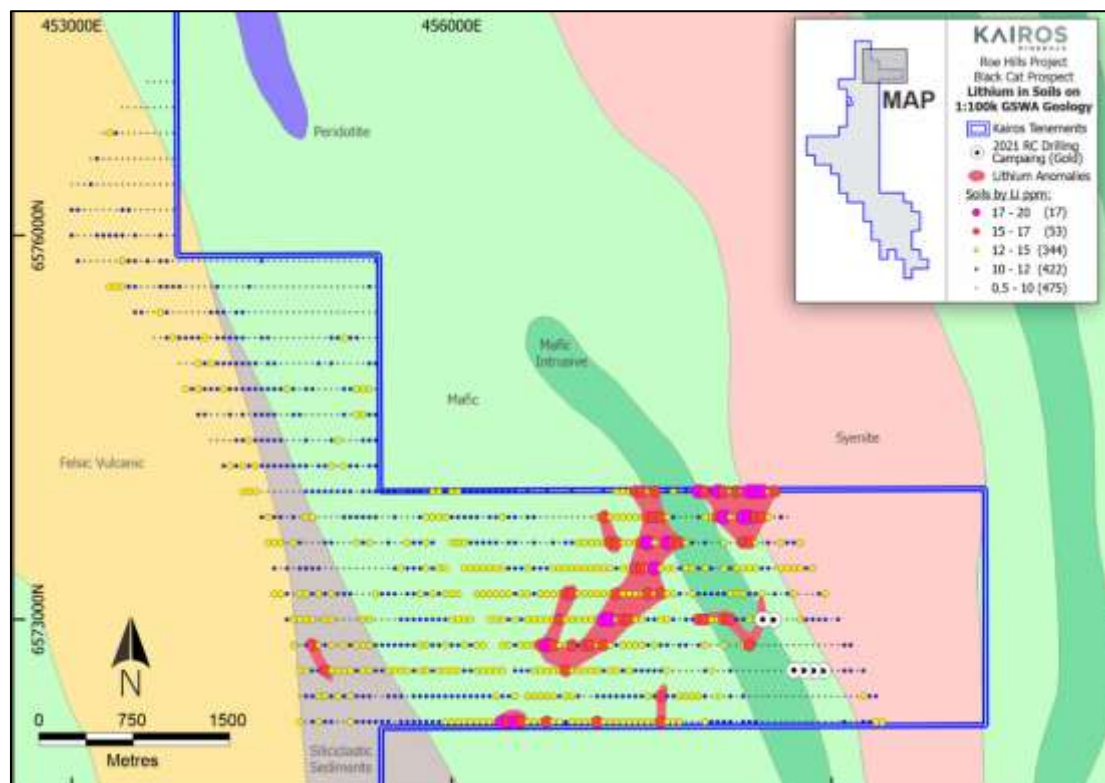 453000E
456000E
6576000N
6573000N
Peridotite
Mafic
Intrusive
Mafic
Syenite
Felsic Vulcanic
Siliciclastic
Sediments
N
0 750 1500
Metres
MAP
KAIROS
MINERALS
Roe Hills Project
Black Cat Prospect
Lithium in Soils on
1:100k GSWA Geology
Kairos Tenements
2021 RC Drilling
Campaing (Gold)
Lithium Anomalies
Soils by Li ppm:
17 - 20 (17)
15 - 17 (53)
12 - 15 (344)
10 - 12 (422)
0,5 - 10 (475)